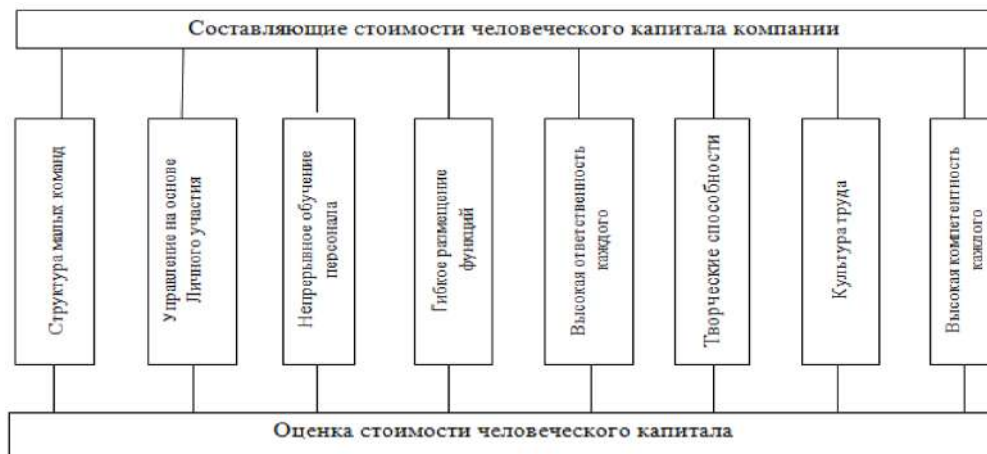 Составляющие стоимости человеческого капитала компании
Структура малых команд
Управление на основе
Личного участия
Непрерывное обучение
персонала
Гибкое размещение
функций
Высокая ответственность
каждого
Творческие способности
Культура труда
Высокая компетентность
каждого
Оценка стоимости человеческого капитала